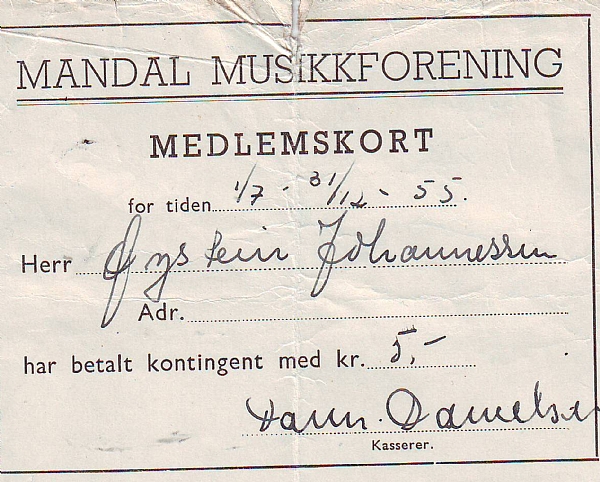 MANDAL MUSIKKFORENING
MEDLEMSKORT
for tiden 1/7 - 31/12 - 55.
Herr Øystein Johannessen
Adr.
har betalt kontingent med kr. 5,-
Danielsen
Kasserer.